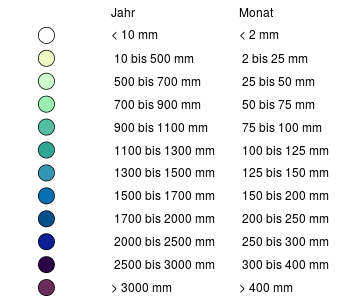 Jahr Monat
< 10 mm < 2 mm
10 bis 500 mm 2 bis 25 mm
500 bis 700 mm 25 bis 50 mm
700 bis 900 mm 50 bis 75 mm
900 bis 1100 mm 75 bis 100 mm
1100 bis 1300 mm 100 bis 125 mm
1300 bis 1500 mm 125 bis 150 mm
1500 bis 1700 mm 150 bis 200 mm
1700 bis 2000 mm 200 bis 250 mm
2000 bis 2500 mm 250 bis 300 mm
2500 bis 3000 mm 300 bis 400 mm
> 3000 mm > 400 mm